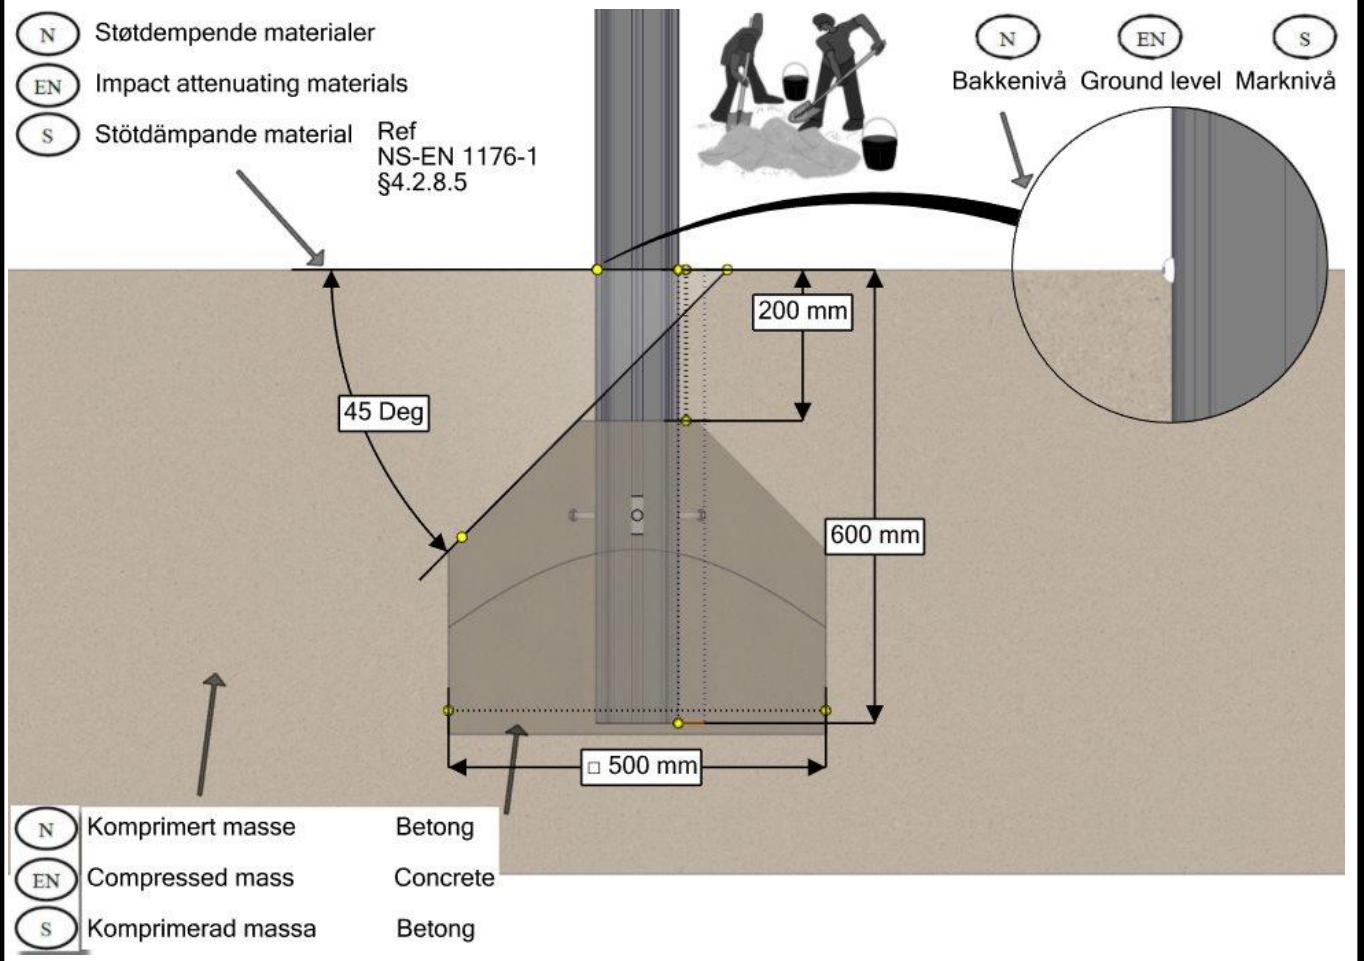 N Støtdempende materialer
EN Impact attenuating materials
S Stötdämpande material
Ref
NS-EN 1176-1
§4.2.8.5
N EN S
Bakkenivå Ground level Marknivå
200 mm
45 Deg
600 mm
□ 500 mm
N Komprimert masse Betong
EN Compressed mass Concrete
S Komprimerad massa Betong